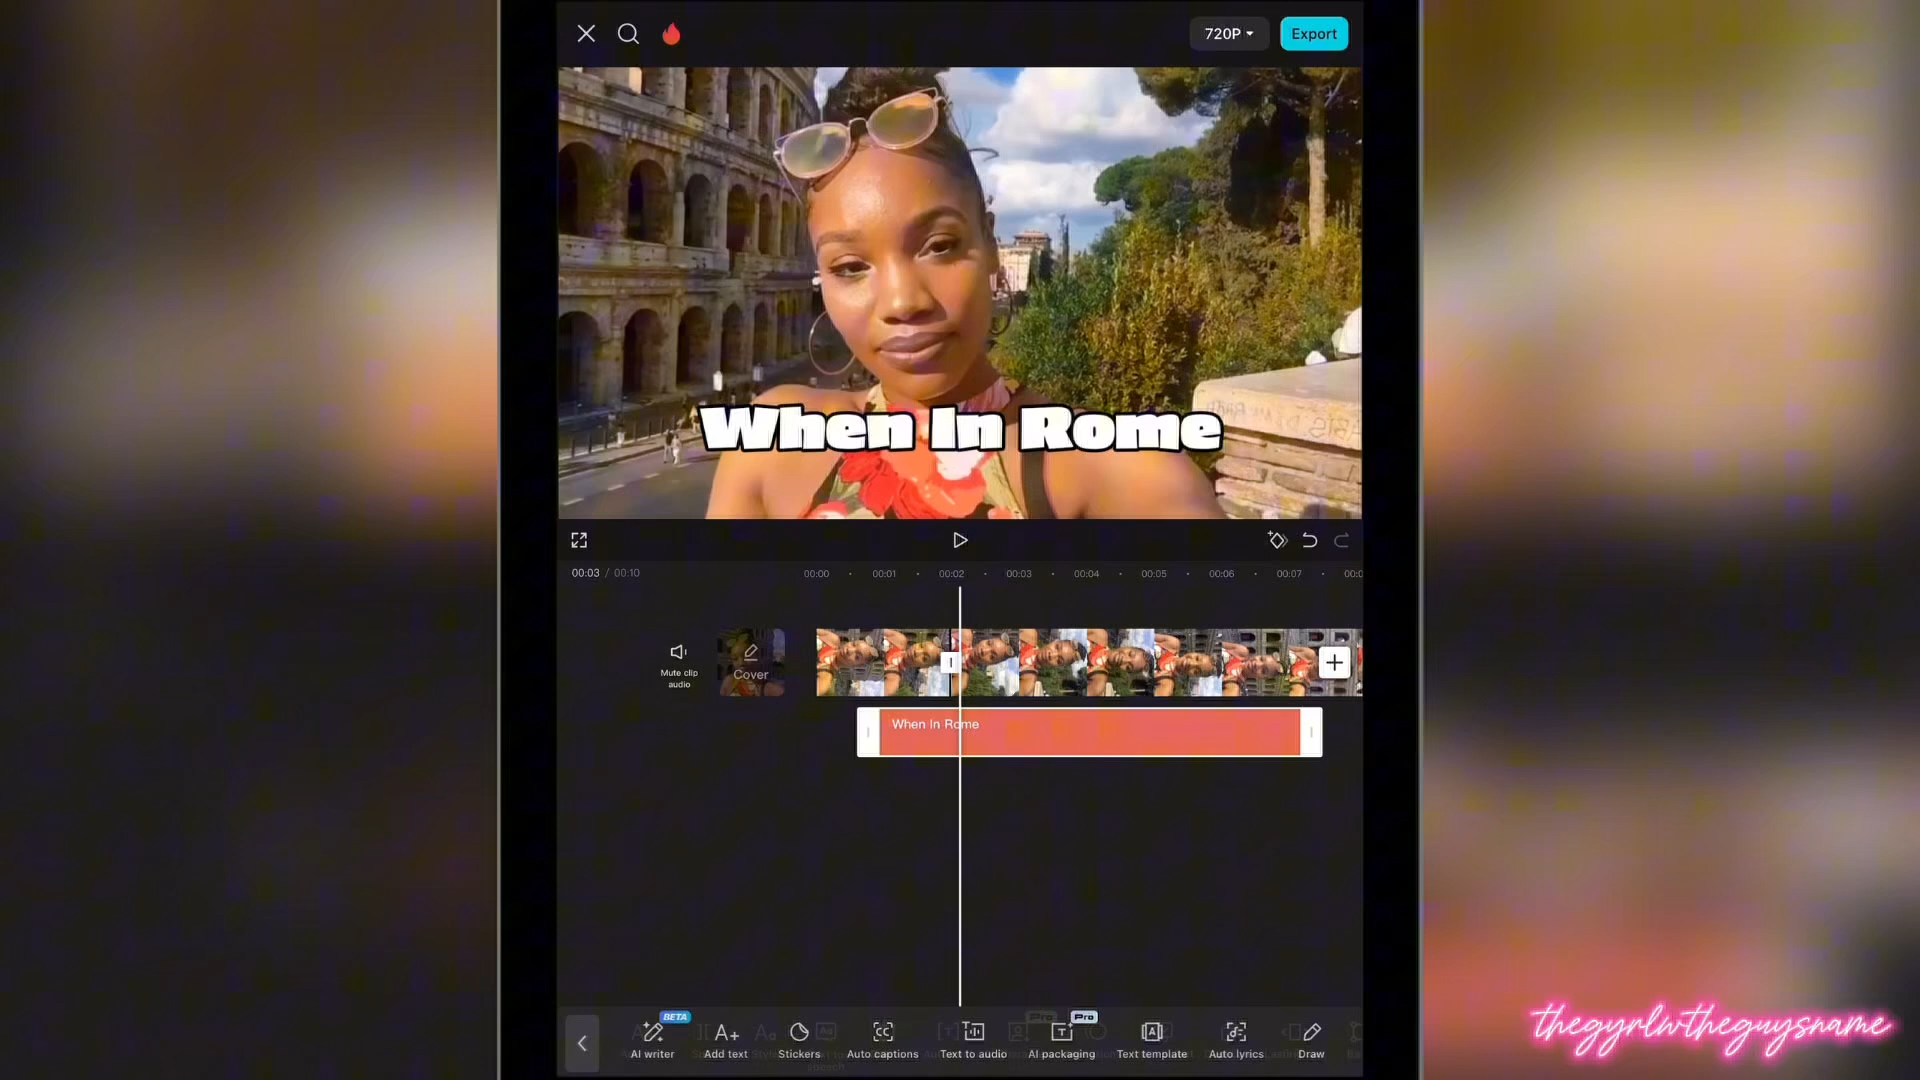 720P
Export
When In Rome
00:03 / 00:10
00:00
00:01
00:02
00:03
00:04
00:05
00:06
00:07
Mute clip
audio
Cover
When In Rome
BETA
Pro
Pro
AI writer
Add text
Stickers
Auto captions
Text to audio
AI packaging
Text template
Auto lyrics
Draw
speech
thegyrlwtheguysname